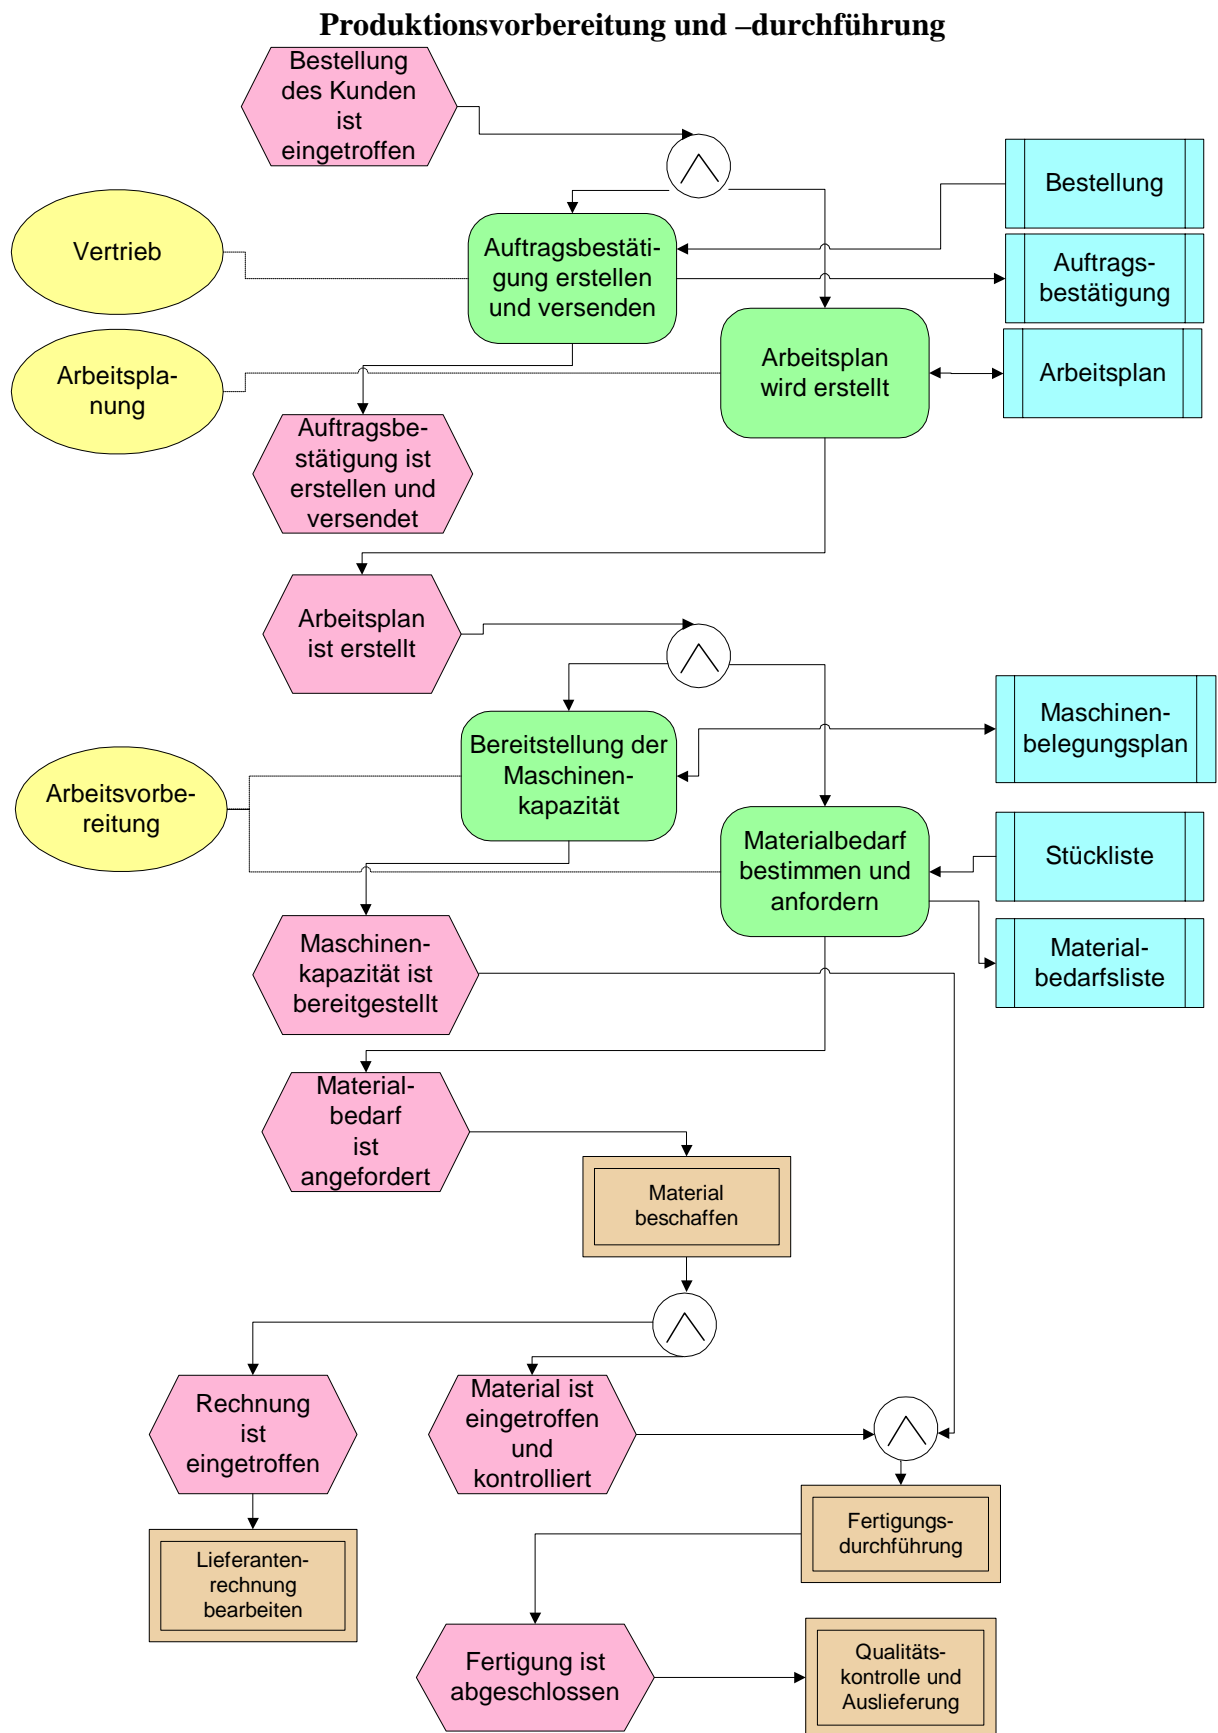 Produktionsvorbereitung und –durchführung
Bestellung
des Kunden
ist
eingetroffen
Bestellung
Vertrieb
Auftragsbestäti-
gung erstellen
und versenden
Auftrags-
bestätigung
Arbeitspla-
nung
Arbeitsplan
wird erstellt
Arbeitsplan
Auftragsbe-
stätigung ist
erstellen und
versendet
Arbeitsplan
ist erstellt
Maschinen-
belegungsplan
Bereitstellung der
Maschinen-
kapazität
Arbeitsvorbe-
reitung
Materialbedarf
bestimmen und
anfordern
Stückliste
Maschinen-
kapazität ist
bereitgestellt
Material-
bedarfsliste
Material-
bedarf
ist
angefordert
Material
beschaffen
Rechnung
ist
eingetroffen
Material ist
eingetroffen
und
kontrolliert
Fertigungs-
durchführung
Lieferanten-
rechnung
bearbeiten
Fertigung ist
abgeschlossen
Qualitäts-
kontrolle und
Auslieferung